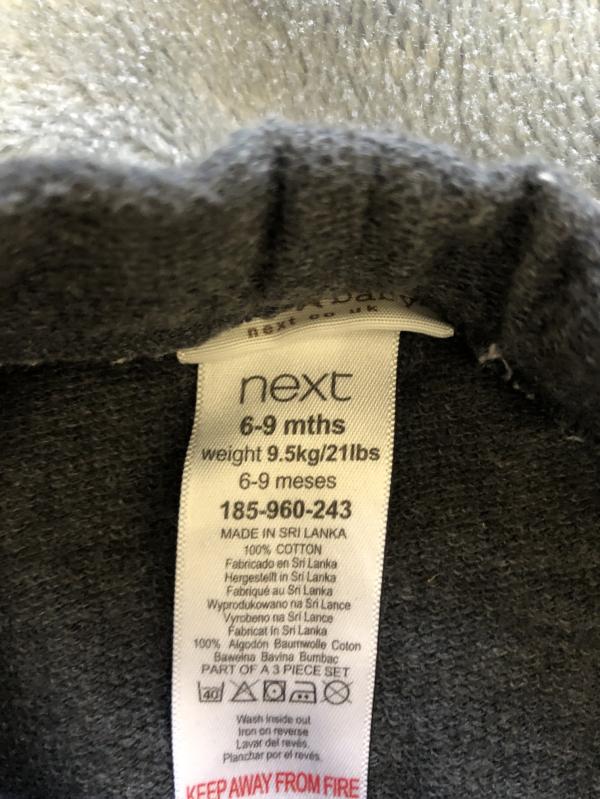 baby
next co uk
next
6-9 mths
weight 9.5kg/21lbs
6-9 meses
185-960-243
MADE IN SRI LANKA
100% COTTON
Fabricado en Sri Lanka
Hergestellt in Sri Lanka
Fabriqué au Sri Lanka
Wyprodukowano na Sri Lance
Vyrobeno na Sri Lance
Fabricat in Sri Lanka
100% Algodón Baumwolle Coton
Bawełna Bavlna Bumbac
PART OF A 3 PIECE SET
40
Wash inside out
Iron on reverse
Lavar del revés.
Planchar por el revés.
KEEP AWAY FROM FIRE